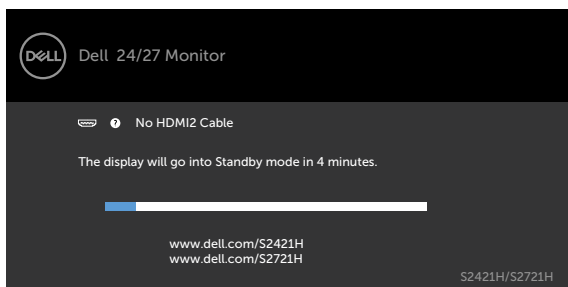 DELL
Dell 24/27 Monitor
? No HDMI2 Cable
The display will go into Standby mode in 4 minutes.
www.dell.com/S2421H
www.dell.com/S2721H
S2421H/S2721H